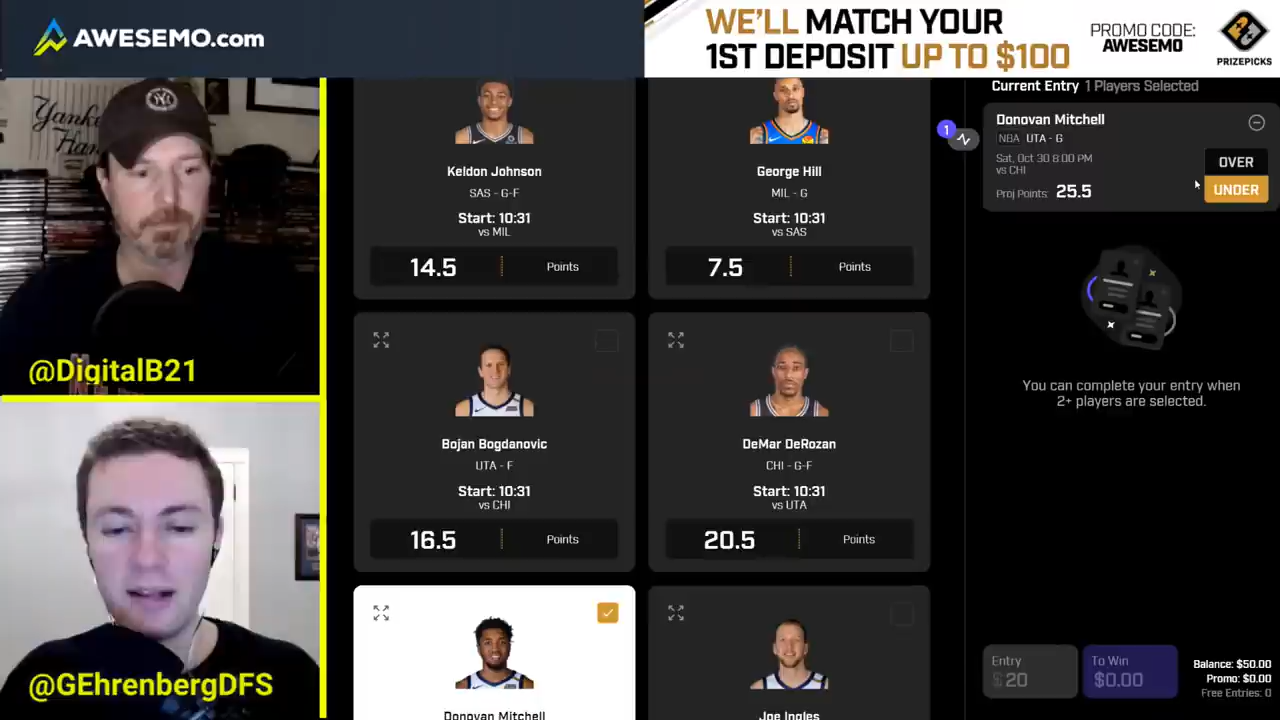 AWESEMO.com
WE'LL MATCH YOUR
1ST DEPOSIT UP TO $100
PROMO CODE:
AWESEMO
PRIZEPICKS
Yankee
@DigitalB21
@GEhrenbergDFS
Keldon Johnson
SAS - G-F
Start: 10:31
vs MIL
14.5 Points
George Hill
MIL - G
Start: 10:31
vs SAS
7.5 Points
Bojan Bogdanovic
UTA - F
Start: 10:31
vs CHI
16.5 Points
DeMar DeRozan
CHI - G-F
Start: 10:31
vs UTA
20.5 Points
Donovan Mitchell
Joe Ingles
Current Entry 1 Players Selected
1
Donovan Mitchell
NBA UTA - G
Sat, Oct 30 8:00 PM
vs CHI
Proj Points: 25.5
OVER
UNDER
You can complete your entry when
2+ players are selected.
Entry
$20
To Win
$0.00
Balance: $50.00
Promo: $0.00
Free Entries: 0